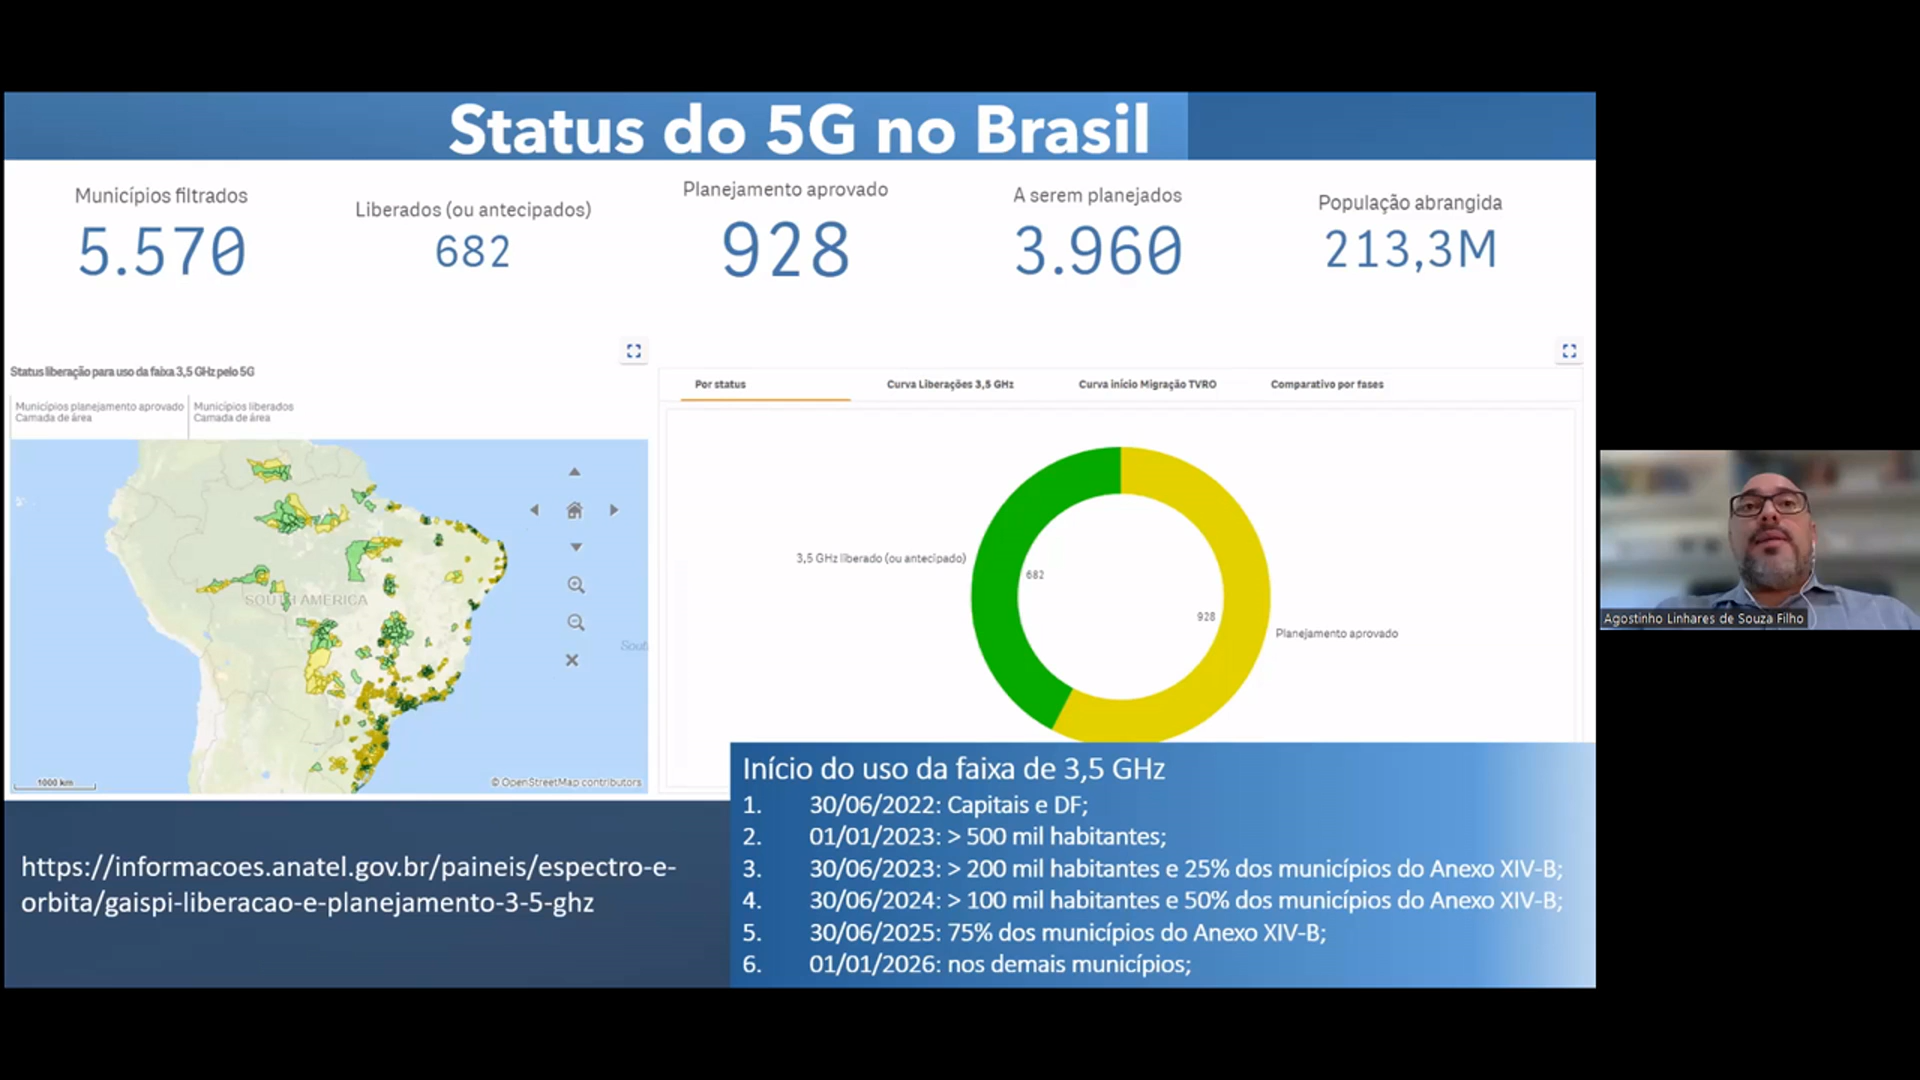 Status do 5G no Brasil
Municípios filtrados
5.570
Liberados (ou antecipados)
682
Planejamento aprovado
928
A serem planejados
3.960
População abrangida
213,3M
Status liberação para uso da faixa 3,5 GHz pelo 5G
Municípios planejamento aprovado
Camada de área
Municípios liberados
Camada de área
SOUTH AMERICA
Sout
1000 km
© OpenStreetMap contributors
Por status
Curva Liberações 3,5 GHz
Curva início Migração TVRO
Comparativo por fases
3,5 GHz liberado (ou antecipado)
682
928
Planejamento aprovado
https://informacoes.anatel.gov.br/paineis/espectro-e-
orbita/gaispi-liberacao-e-planejamento-3-5-ghz
Início do uso da faixa de 3,5 GHz
1. 30/06/2022: Capitais e DF;
2. 01/01/2023: > 500 mil habitantes;
3. 30/06/2023: > 200 mil habitantes e 25% dos municípios do Anexo XIV-B;
4. 30/06/2024: > 100 mil habitantes e 50% dos municípios do Anexo XIV-B;
5. 30/06/2025: 75% dos municípios do Anexo XIV-B;
6. 01/01/2026: nos demais municípios;
Agostinho Linhares de Souza Filho